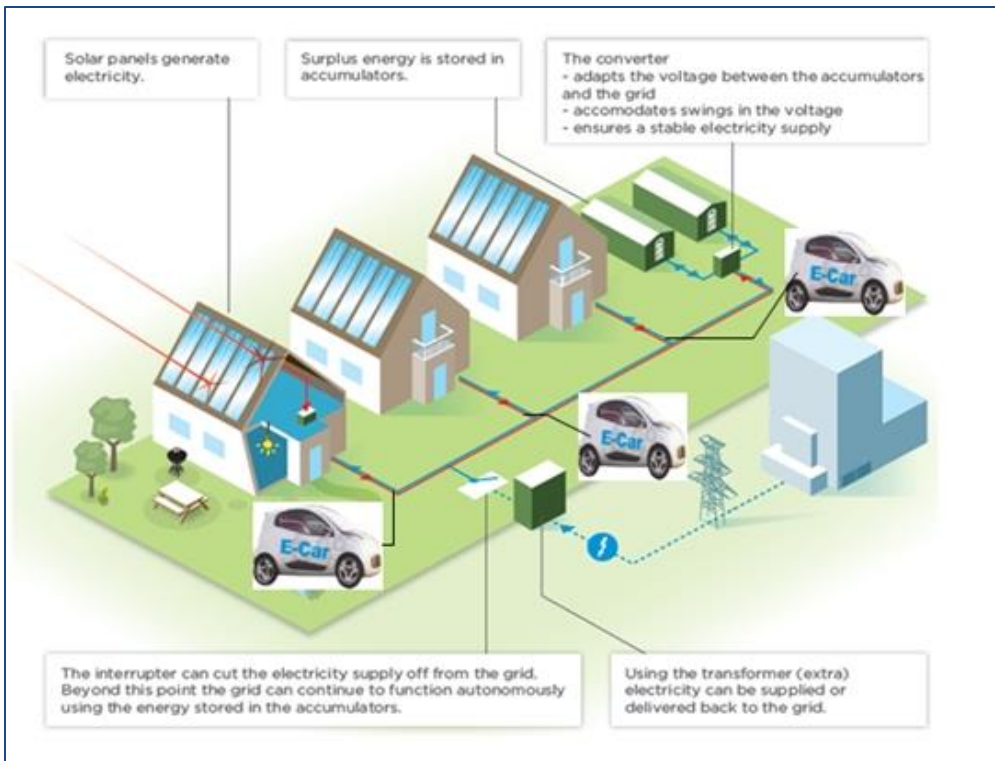 Solar panels generate
electricity.
Surplus energy is stored in
accumulators.
The converter
- adapts the voltage between the accumulators
and the grid
- accomodates swings in the voltage
- ensures a stable electricity supply
E-Car
E-Car
E-Car
The interrupter can cut the electricity supply off from the grid.
Beyond this point the grid can continue to function autonomously
using the energy stored in the accumulators.
Using the transformer (extra)
electricity can be supplied or
delivered back to the grid.